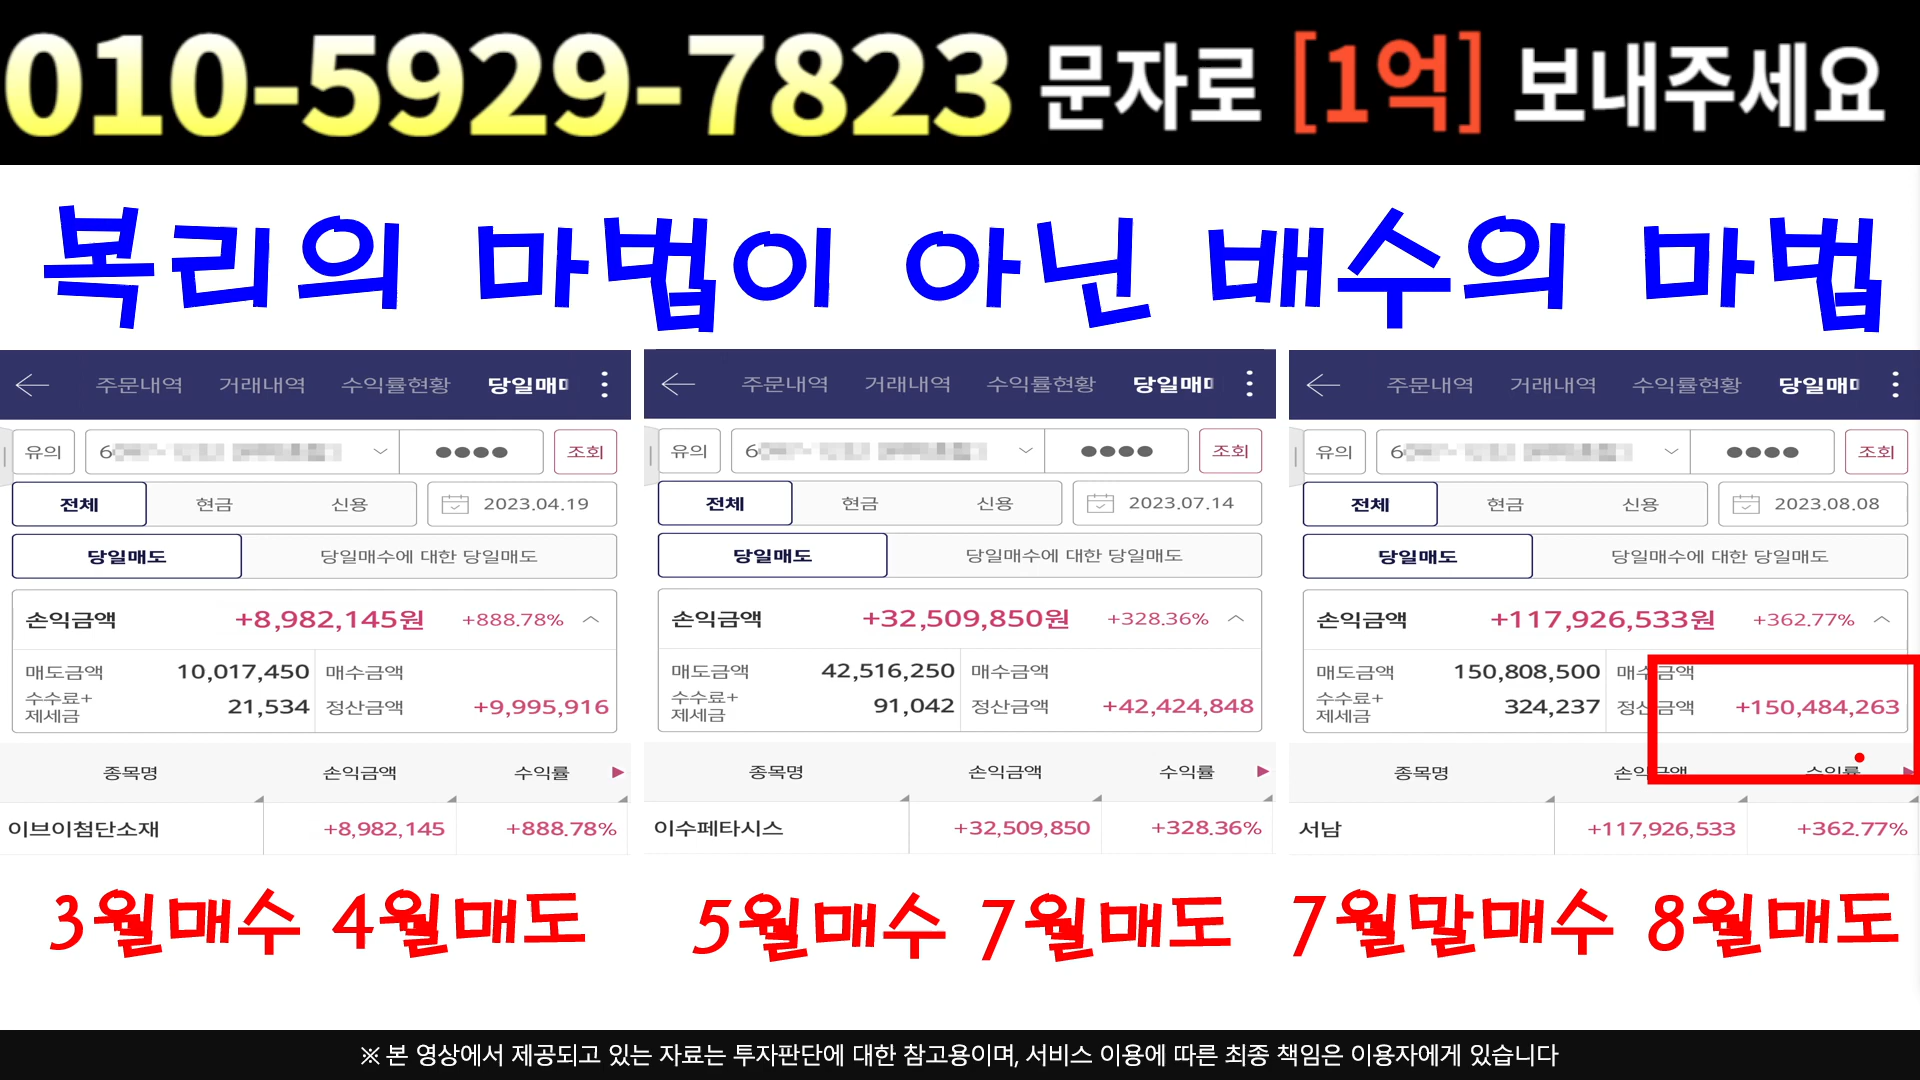 010-5929-7823 문자로 [1억] 보내주세요
복리의 마법이 아닌 배수의 마법
주문내역 거래내역 수익률현황 당일매
유의 6 ●●●● 조회
전체 현금 신용 2023.04.19
당일매도 당일매수에 대한 당일매도
손익금액 +8,982,145원 +888.78%
매도금액 10,017,450 매수금액
수수료+
제세금 21,534 정산금액 +9,995,916
종목명 손익금액 수익률
이브이첨단소재 +8,982,145 +888.78%
3월매수 4월매도
주문내역 거래내역 수익률현황 당일매
유의 6 ●●●● 조회
전체 현금 신용 2023.07.14
당일매도 당일매수에 대한 당일매도
손익금액 +32,509,850원 +328.36%
매도금액 42,516,250 매수금액
수수료+
제세금 91,042 정산금액 +42,424,848
종목명 손익금액 수익률
이수페타시스 +32,509,850 +328.36%
5월매수 7월매도
주문내역 거래내역 수익률현황 당일매
유의 6 ●●●● 조회
전체 현금 신용 2023.08.08
당일매도 당일매수에 대한 당일매도
손익금액 +117,926,533원 +362.77%
매도금액 150,808,500 매수금액
수수료+
제세금 324,237 정산금액 +150,484,263
종목명 손익금액 수익률
서남 +117,926,533 +362.77%
7월말매수 8월매도
※ 본 영상에서 제공되고 있는 자료는 투자판단에 대한 참고용이며, 서비스 이용에 따른 최종 책임은 이용자에게 있습니다